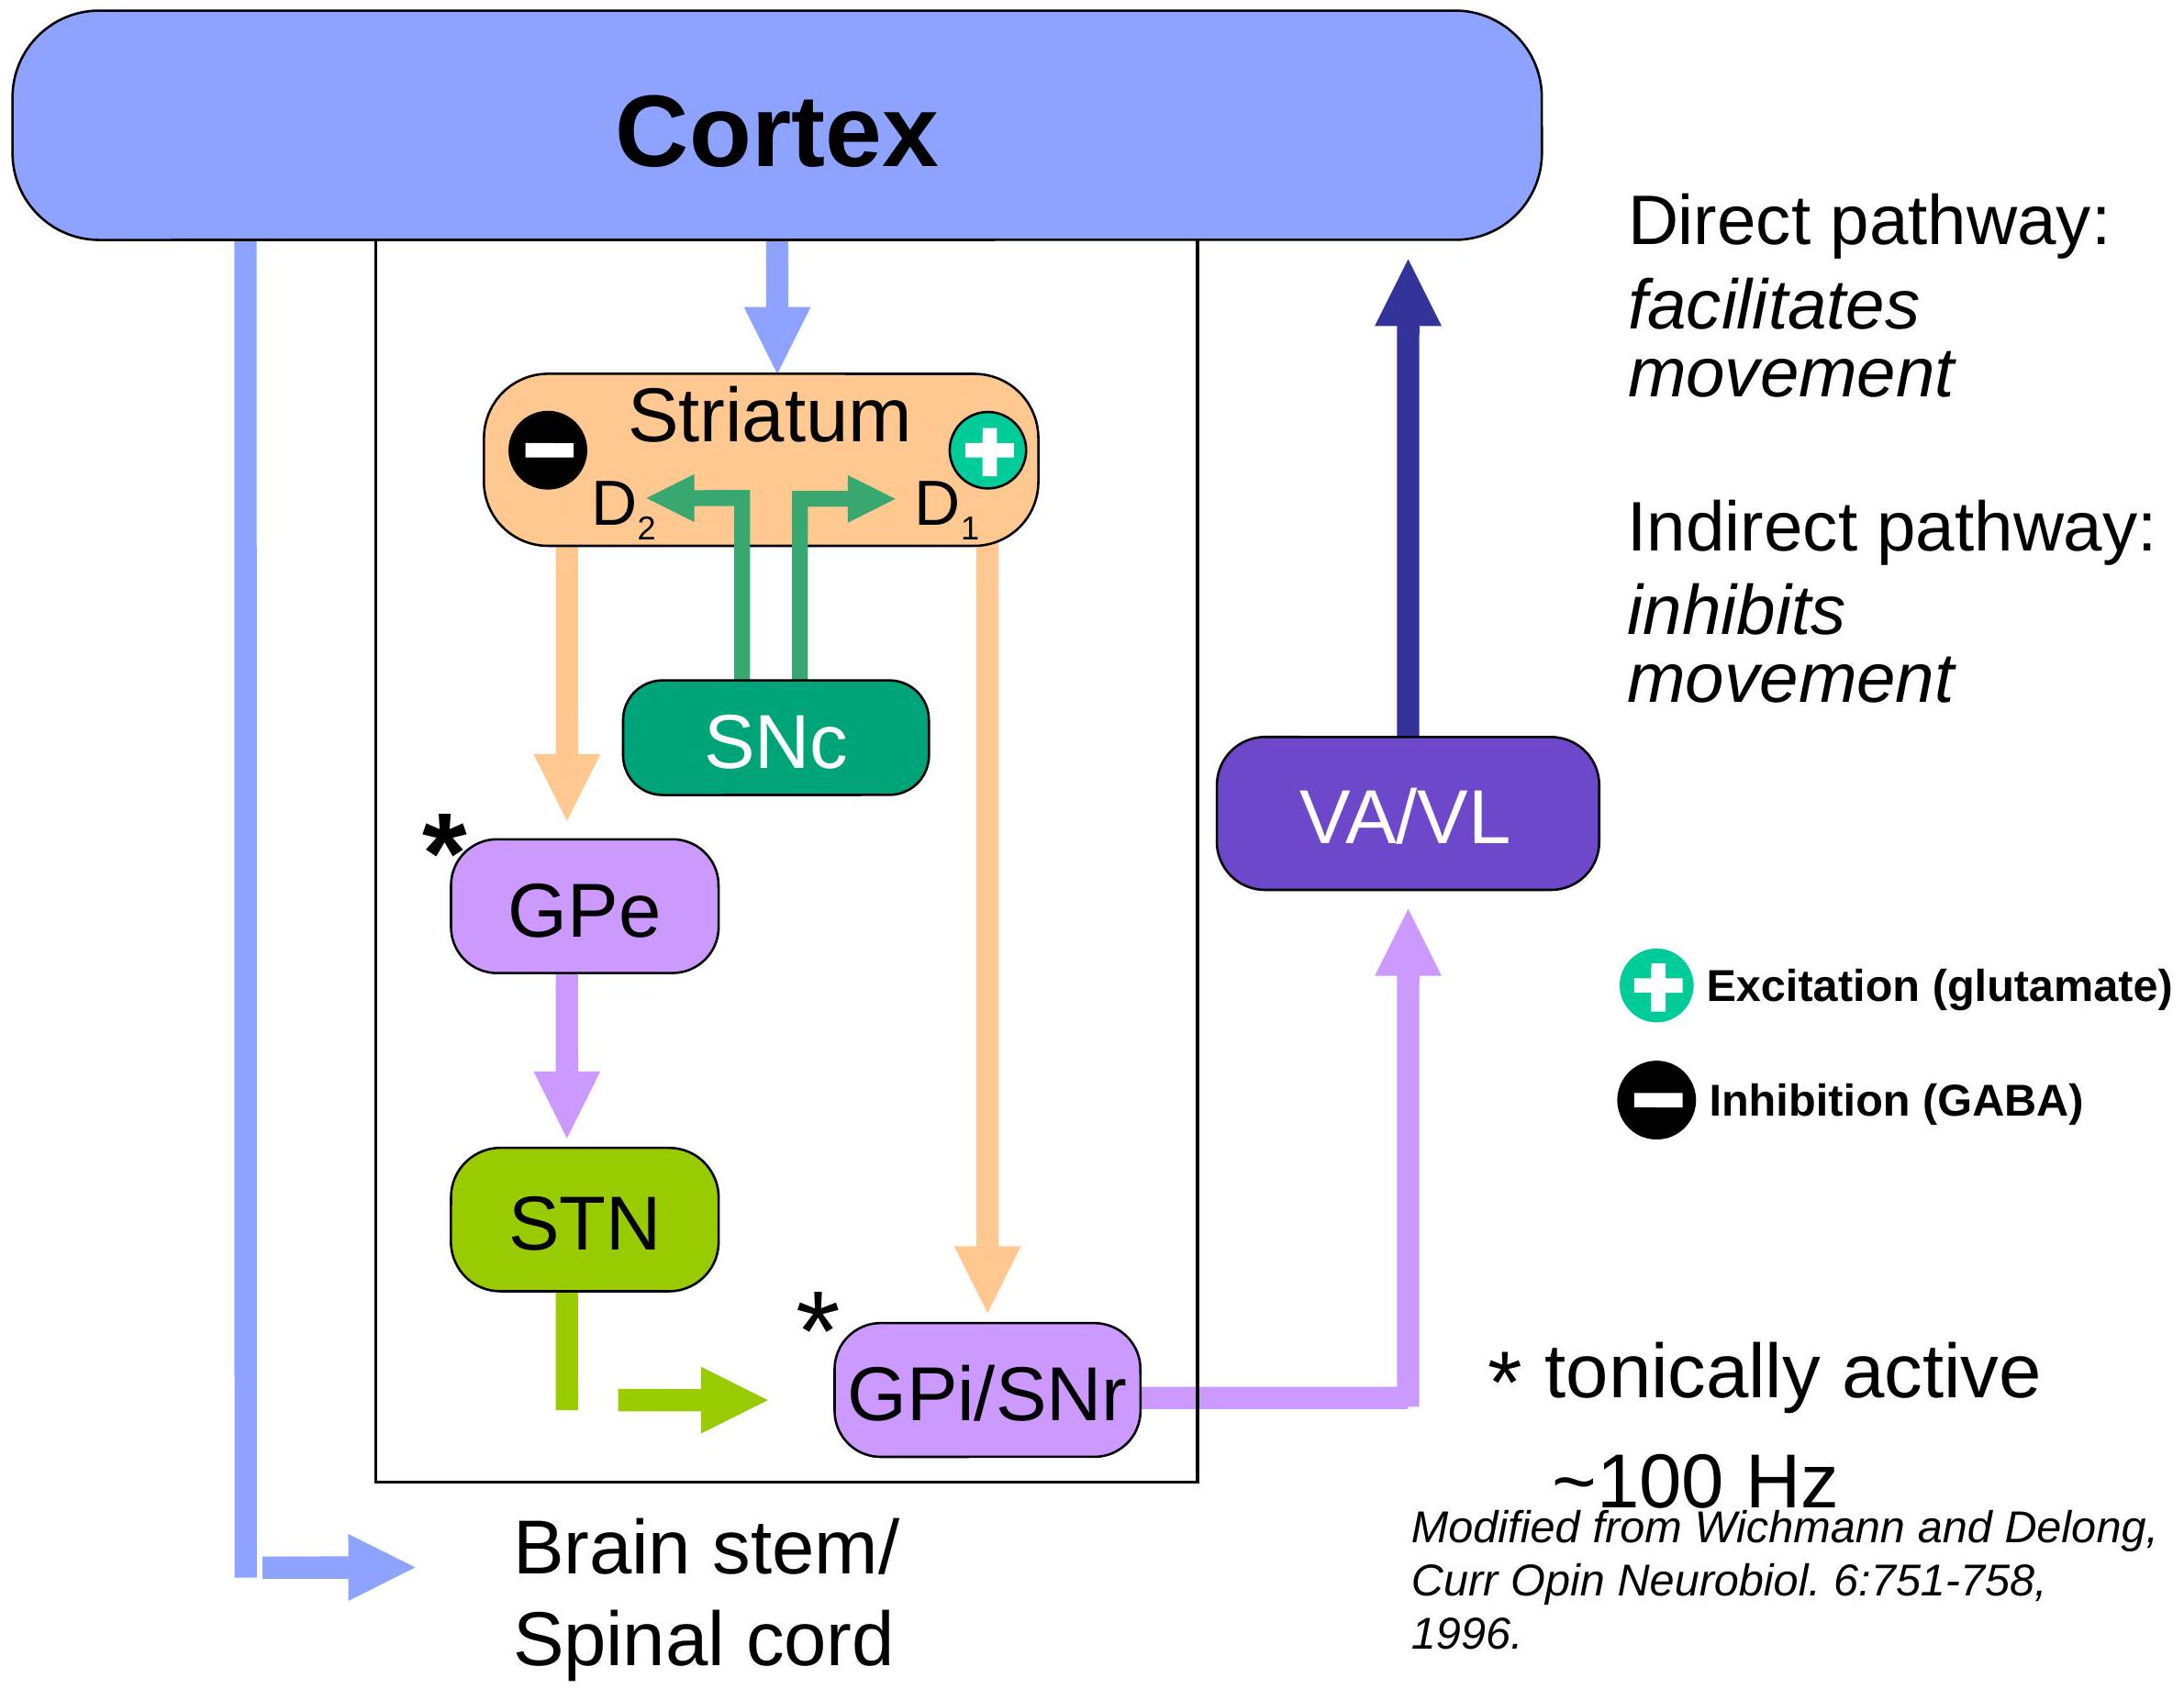 Cortex
Direct pathway:
facilitates
movement
Striatum
D2
D1
Indirect pathway:
inhibits
movement
SNc
VA/VL
*
GPe
Excitation (glutamate)
Inhibition (GABA)
STN
*
GPi/SNr
* tonically active
~100 Hz
Brain stem/
Spinal cord
Modified from Wichmann and Delong,
Curr Opin Neurobiol. 6:751-758,
1996.